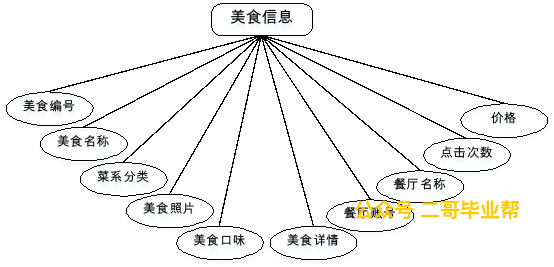 美食信息
美食编号
价格
美食名称
点击次数
菜系分类
餐厅名称
美食照片
餐厅账号
公众号 二哥毕业帮
美食口味
美食详情